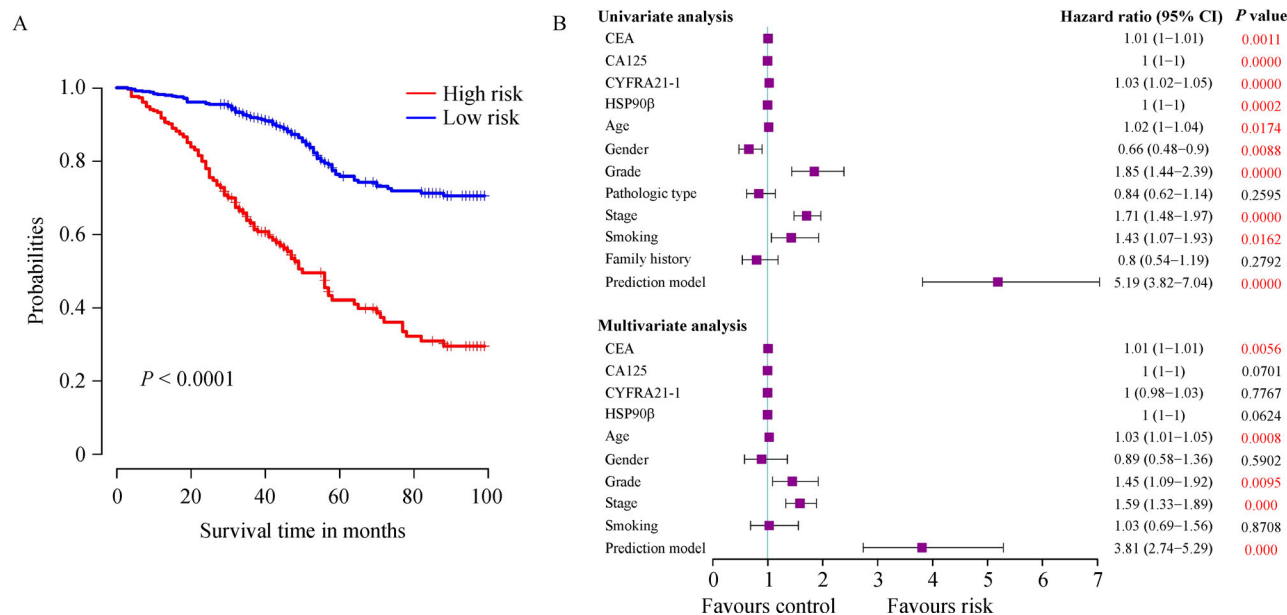 A
1.0
0.8
0.6
0.4
0.2
0
Probabilities
High risk
Low risk
P < 0.0001
0 20 40 60 80 100
Survival time in months
B
Univariate analysis Hazard ratio (95% CI) P value
CEA 1.01 (1−1.01) 0.0011
CA125 1 (1−1) 0.0000
CYFRA21-1 1.03 (1.02−1.05) 0.0000
HSP90β 1 (1−1) 0.0002
Age 1.02 (1−1.04) 0.0174
Gender 0.66 (0.48−0.9) 0.0088
Grade 1.85 (1.44−2.39) 0.0000
Pathologic type 0.84 (0.62−1.14) 0.2595
Stage 1.71 (1.48−1.97) 0.0000
Smoking 1.43 (1.07−1.93) 0.0162
Family history 0.8 (0.54−1.19) 0.2792
Prediction model 5.19 (3.82−7.04) 0.0000
Multivariate analysis
CEA 1.01 (1−1.01) 0.0056
CA125 1 (1−1) 0.0701
CYFRA21-1 1 (0.98−1.03) 0.7767
HSP90β 1 (1−1) 0.0624
Age 1.03 (1.01−1.05) 0.0008
Gender 0.89 (0.58−1.36) 0.5902
Grade 1.45 (1.09−1.92) 0.0095
Stage 1.59 (1.33−1.89) 0.000
Smoking 1.03 (0.69−1.56) 0.8708
Prediction model 3.81 (2.74−5.29) 0.000
0 1 2 3 4 5 6 7
Favours control Favours risk